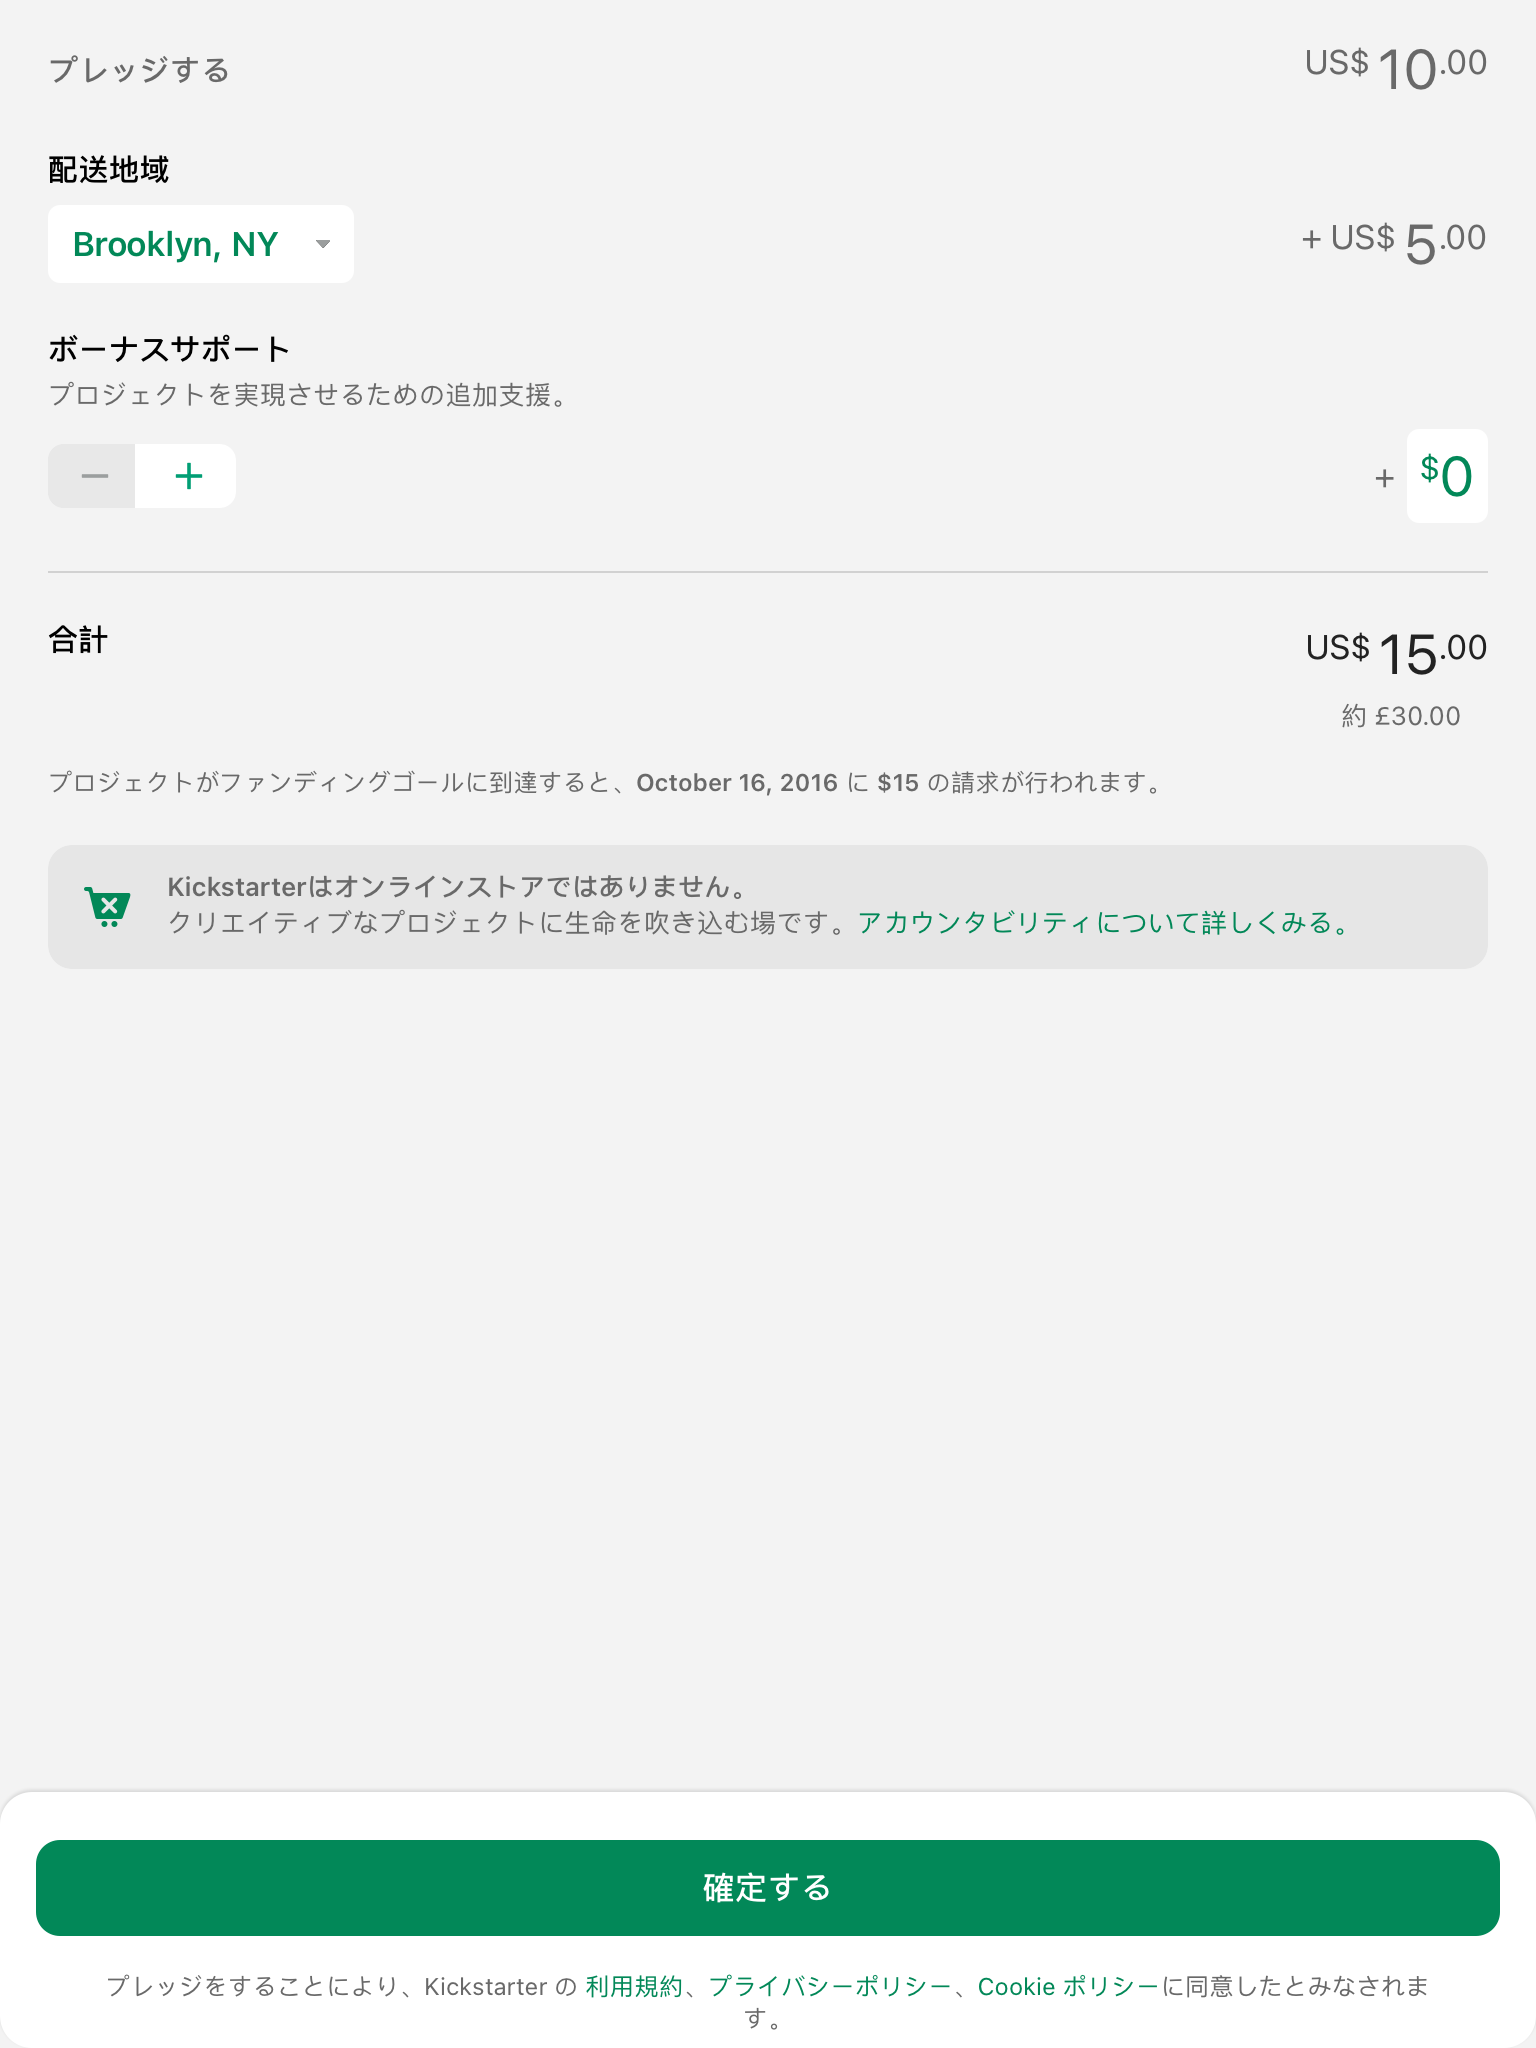 プレッジする
US$ 10.00
配送地域
Brooklyn, NY
+ US$ 5.00
ボーナスサポート
プロジェクトを実現させるための追加支援。
+ $0
合計
US$ 15.00
約 £30.00
プロジェクトがファンディングゴールに到達すると、October 16, 2016 に $15 の請求が行われます。
Kickstarterはオンラインストアではありません。
クリエイティブなプロジェクトに生命を吹き込む場です。アカウンタビリティについて詳しくみる。
確定する
プレッジをすることにより、Kickstarter の 利用規約、プライバシーポリシー、Cookie ポリシーに同意したとみなされま
す。